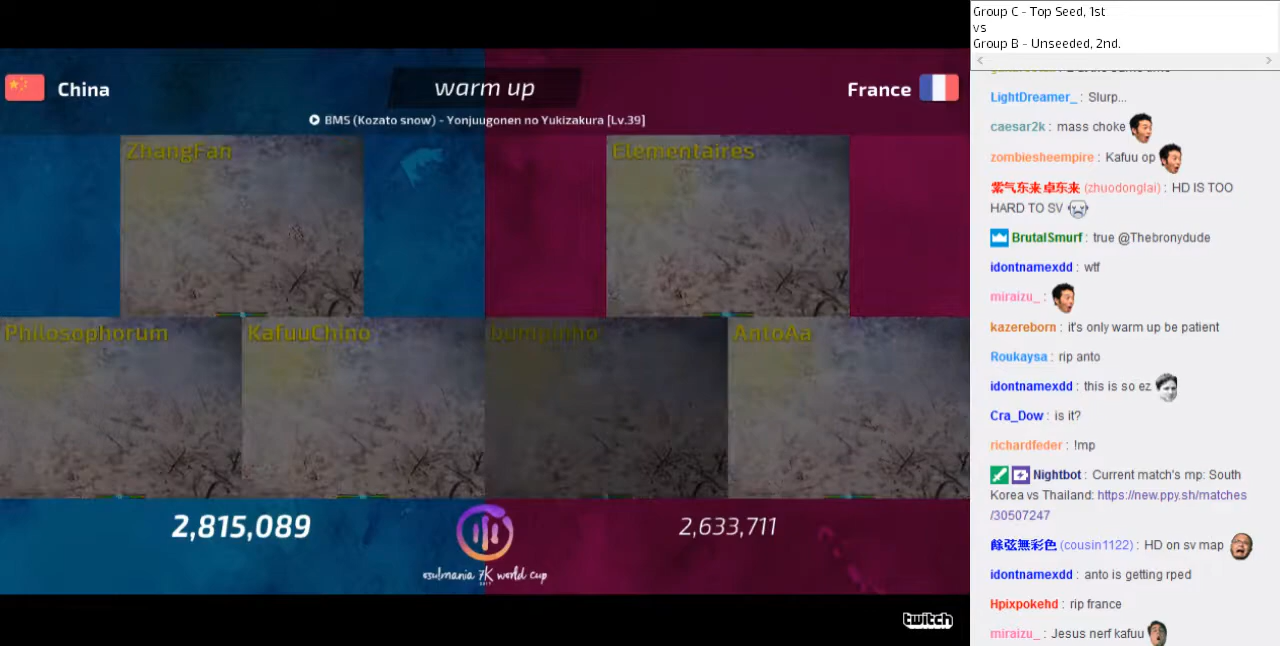 Group C - Top Seed, 1st
vs
Group B - Unseeded, 2nd.
China
warm up
France
BMS (Kozato snow) - Yonjuugonen no Yukizakura [Lv.39]
ZhangFan
Elementaires
Philosophorum
KafuuChino
AntoAa
2,815,089
2,633,711
osu!mania 7K world cup
2017
twitch
LightDreamer_ : Slurp...
caesar2k : mass choke
zombiesheempire : Kafuu op
紫气东来卓东来 (zhuodonglai) : HD IS TOO
HARD TO SV
BrutalSmurf : true @Thebronydude
idontnamexdd : wtf
miraizu_ :
kazereborn : it's only warm up be patient
Roukaysa : rip anto
idontnamexdd : this is so ez
Cra_Dow : is it?
richardfeder : !mp
Nightbot : Current match's mp: South
Korea vs Thailand: https://new.ppy.sh/matches
/30507247
餘弦無彩色 (cousin1122) : HD on sv map
idontnamexdd : anto is getting rped
Hpixpokehd : rip france
miraizu_ : Jesus nerf kafuu